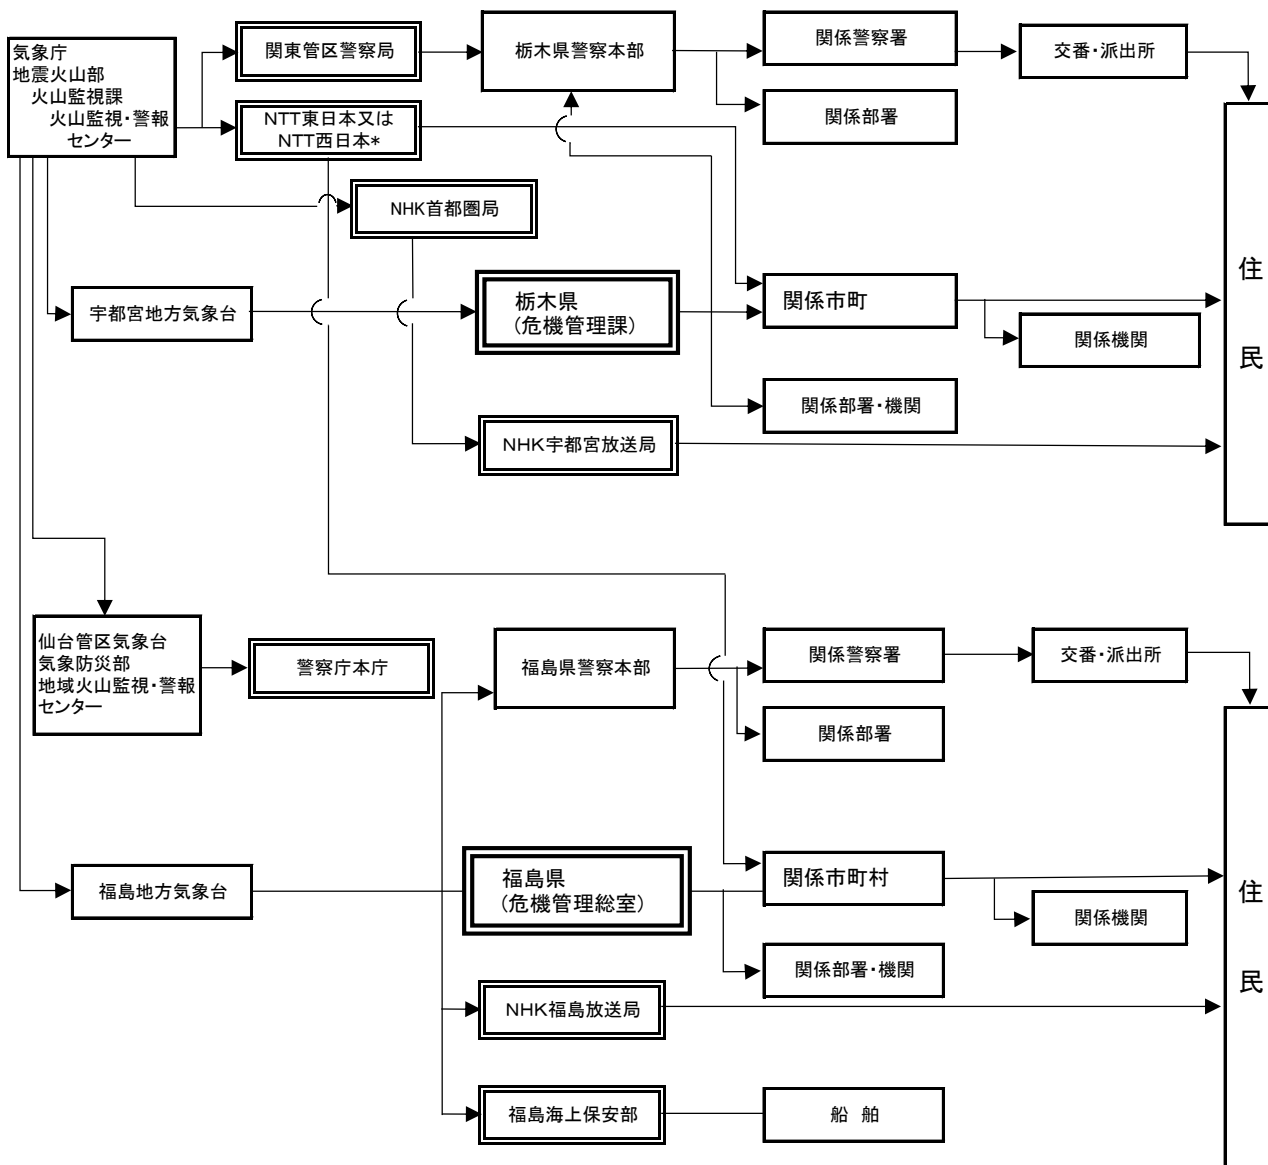 気象庁
地震火山部
火山監視課
火山監視・警報
センター
関東管区警察局
栃木県警察本部
関係警察署
交番・派出所
関係部署
NTT東日本又は
NTT西日本*
NHK首都圏局
宇都宮地方気象台
栃木県
(危機管理課)
関係市町
関係機関
関係部署・機関
NHK宇都宮放送局
住
民
仙台管区気象台
気象防災部
地域火山監視・警報
センター
警察庁本庁
福島県警察本部
関係警察署
交番・派出所
関係部署
福島地方気象台
福島県
(危機管理総室)
関係市町村
関係機関
関係部署・機関
NHK福島放送局
福島海上保安部
船 舶
住
民